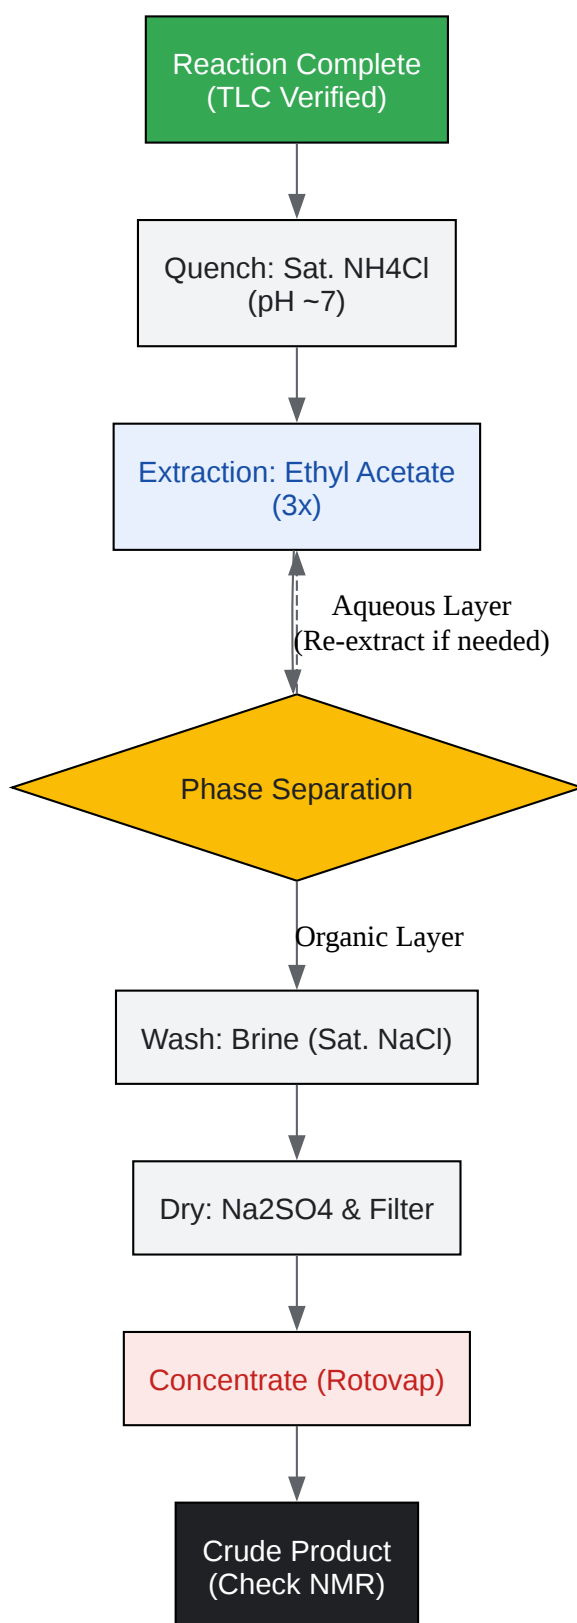 Reaction Complete
(TLC Verified)
Quench: Sat. NH4Cl
(pH ~7)
Extraction: Ethyl Acetate
(3x)
Aqueous Layer
(Re-extract if needed)
Phase Separation
Organic Layer
Wash: Brine (Sat. NaCl)
Dry: Na2SO4 & Filter
Concentrate (Rotovap)
Crude Product
(Check NMR)